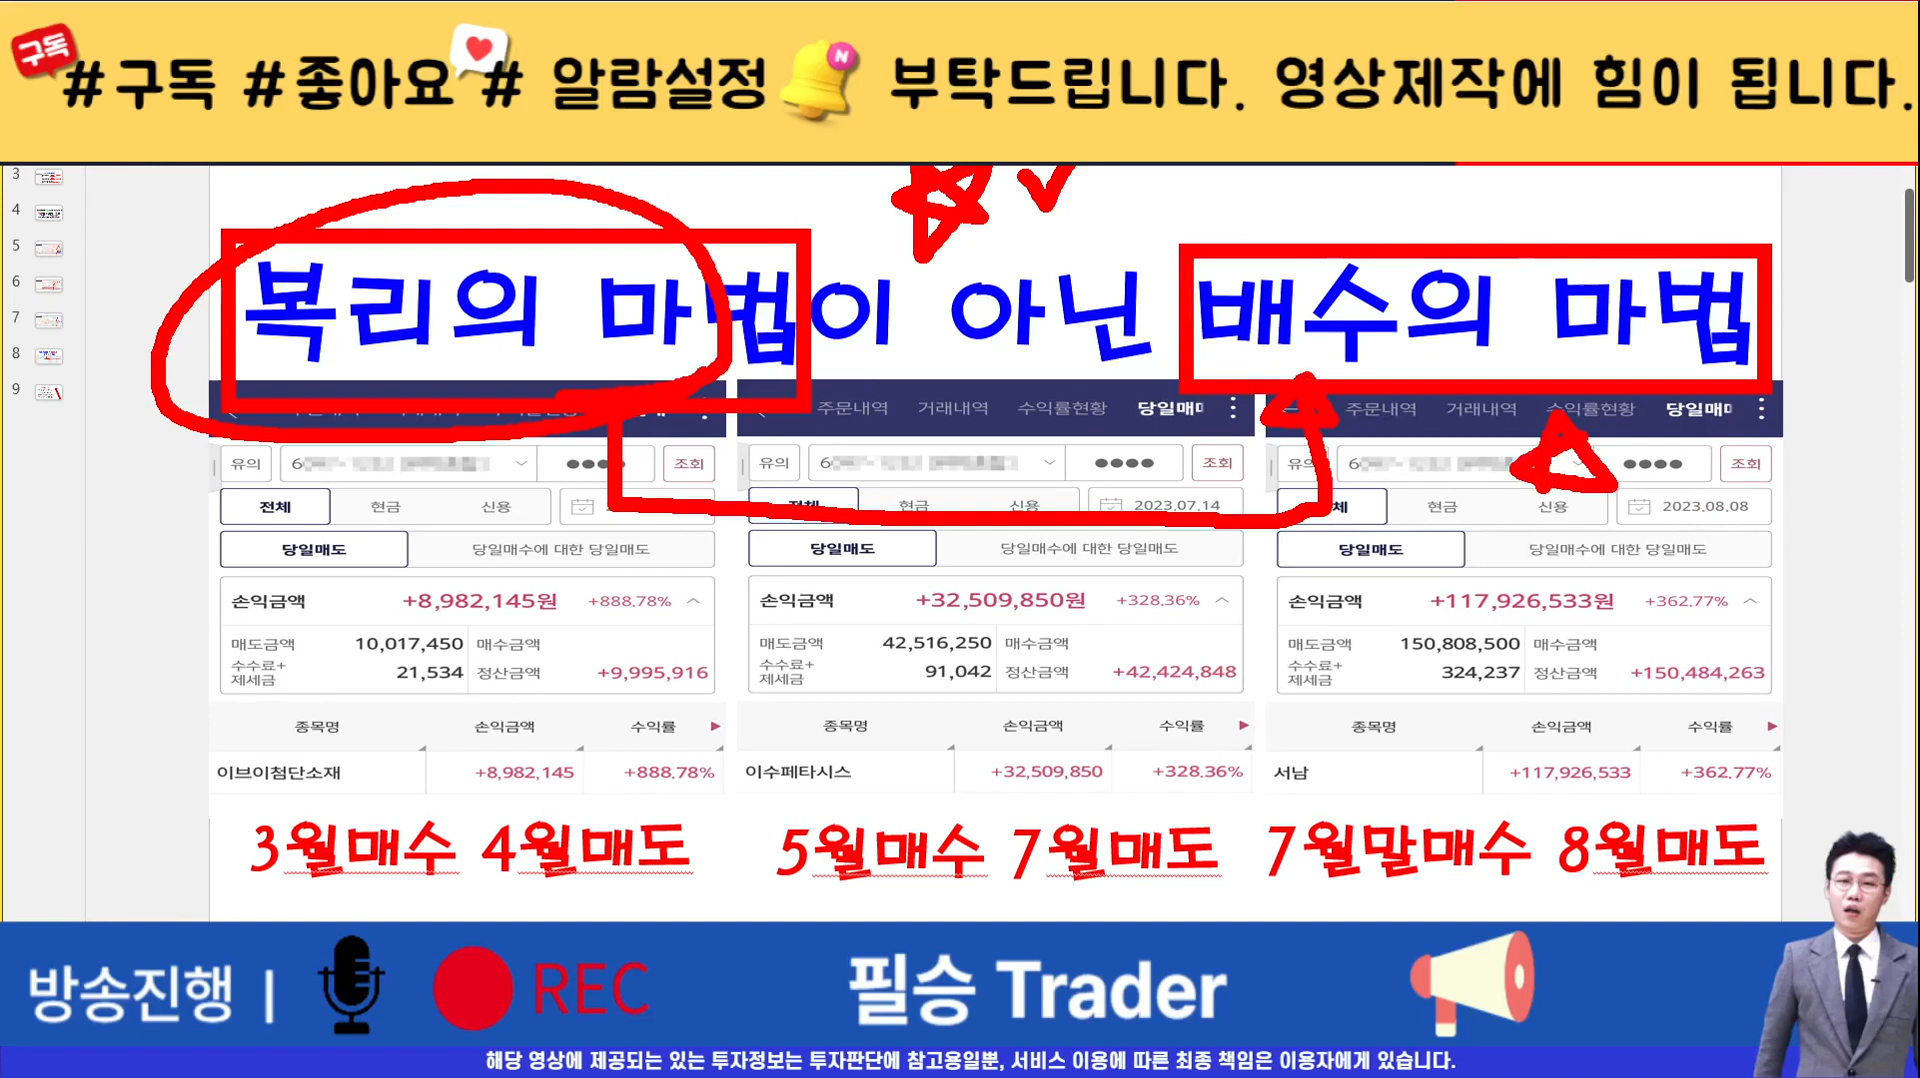 구독
#구독 #좋아요 # 알람설정 부탁드립니다. 영상제작에 힘이 됩니다.
N
3
4
5
6
7
8
9
복리의 마법이 아닌 배수의 마법
주문내역 거래내역 수익률현황 당일매매
주문내역 거래내역 수익률현황 당일매매
유의 6 ●●●● 조회
유의 6 ●●●● 조회
유의 6 ●●●● 조회
전체 현금 신용
전체 현금 신용 2023.07.14
전체 현금 신용 2023.08.08
당일매도 당일매수에 대한 당일매도
당일매도 당일매수에 대한 당일매도
당일매도 당일매수에 대한 당일매도
손익금액 +8,982,145원 +888.78%
매도금액 10,017,450 매수금액
수수료+제세금 21,534 정산금액 +9,995,916
손익금액 +32,509,850원 +328.36%
매도금액 42,516,250 매수금액
수수료+제세금 91,042 정산금액 +42,424,848
손익금액 +117,926,533원 +362.77%
매도금액 150,808,500 매수금액
수수료+제세금 324,237 정산금액 +150,484,263
종목명 손익금액 수익률
이브이첨단소재 +8,982,145 +888.78%
종목명 손익금액 수익률
이수페타시스 +32,509,850 +328.36%
종목명 손익금액 수익률
서남 +117,926,533 +362.77%
3월매수 4월매도
5월매수 7월매도
7월말매수 8월매도
방송진행 | REC 필승 Trader
해당 영상에 제공되는 있는 투자정보는 투자판단에 참고용일뿐, 서비스 이용에 따른 최종 책임은 이용자에게 있습니다.